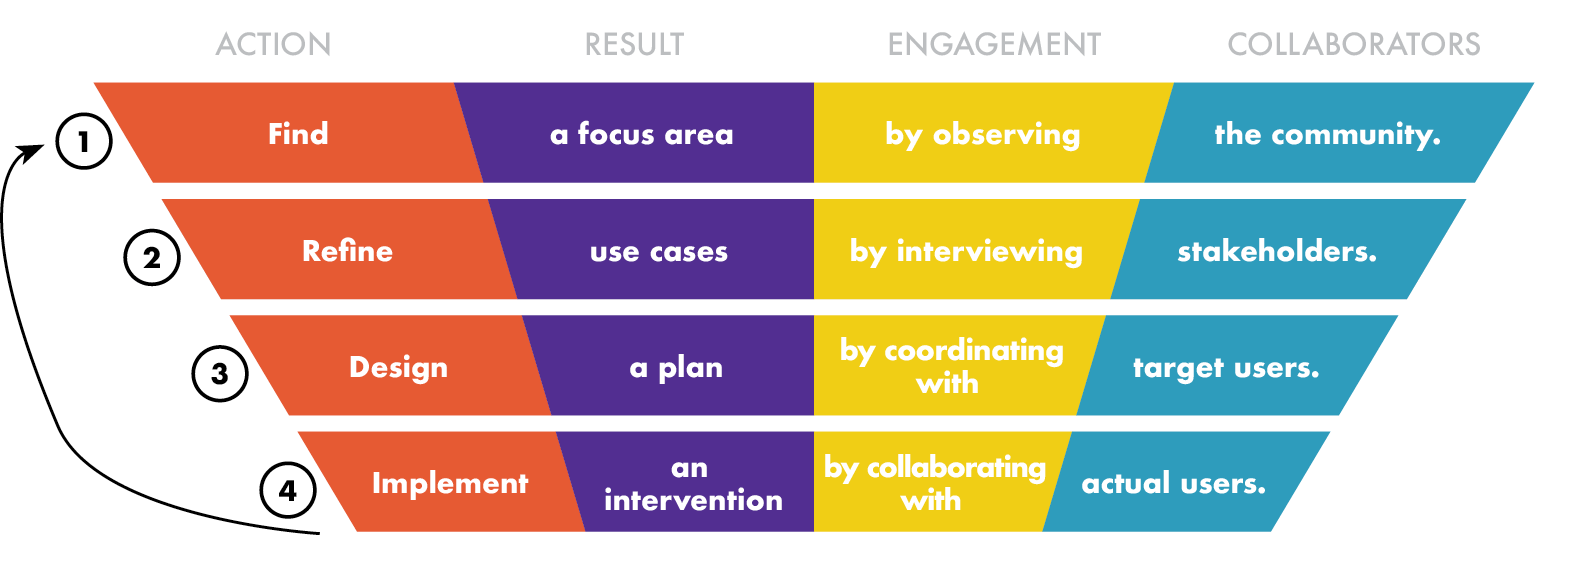 ACTION RESULT ENGAGEMENT COLLABORATORS
1 Find a focus area by observing the community.
2 Refine use cases by interviewing stakeholders.
3 Design a plan by coordinating with target users.
4 Implement an intervention by collaborating with actual users.